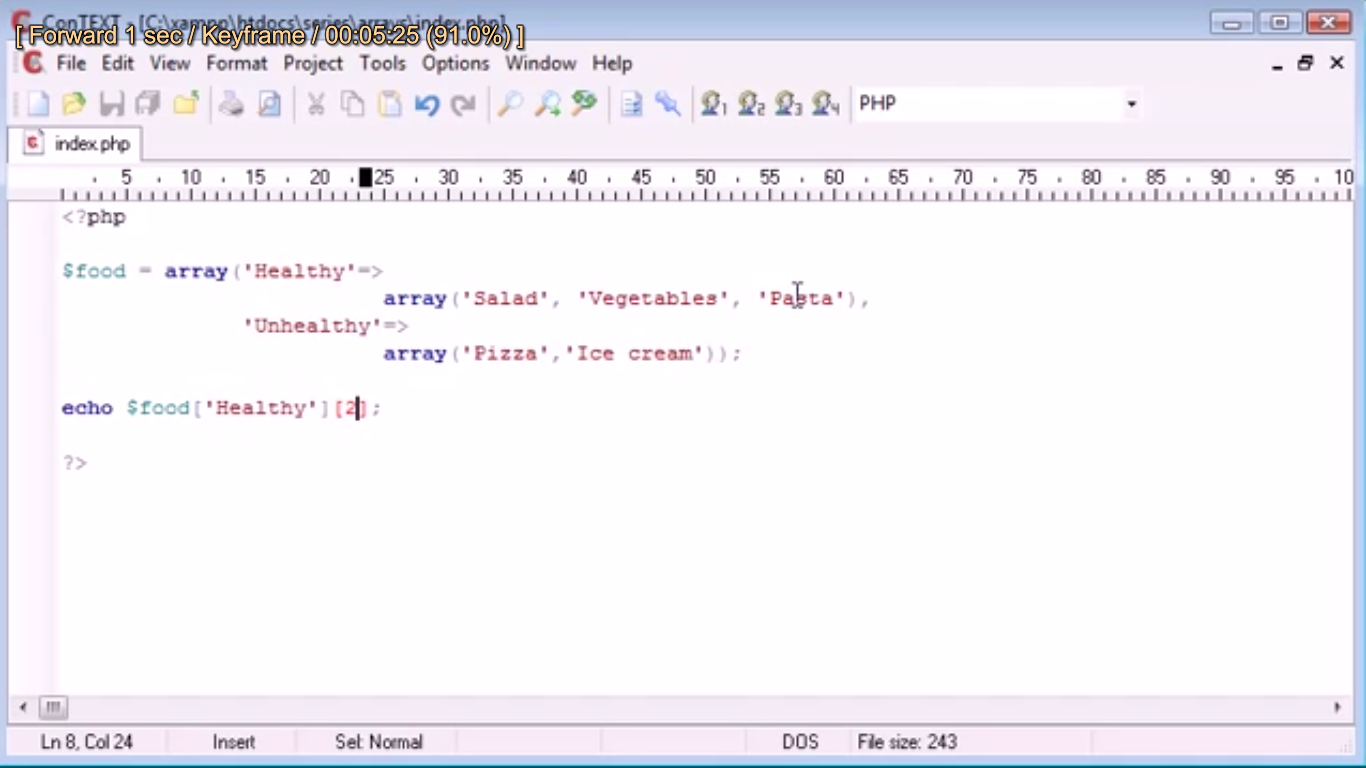 ConTEXT - [C:\xampp\htdocs\series\arrays\index.php]
[ Forward 1 sec / Keyframe / 00:05:25 (91.0%) ]
File Edit View Format Project Tools Options Window Help
1 2 3 4 PHP
index.php
5 10 15 20 25 30 35 40 45 50 55 60 65 70 75 80 85 90 95 10
<?php
$food = array('Healthy'=>
array('Salad', 'Vegetables', 'Pasta'),
'Unhealthy'=>
array('Pizza','Ice cream'));
echo $food['Healthy'][2];
?>
Ln 8, Col 24 Insert Sel: Normal DOS File size: 243